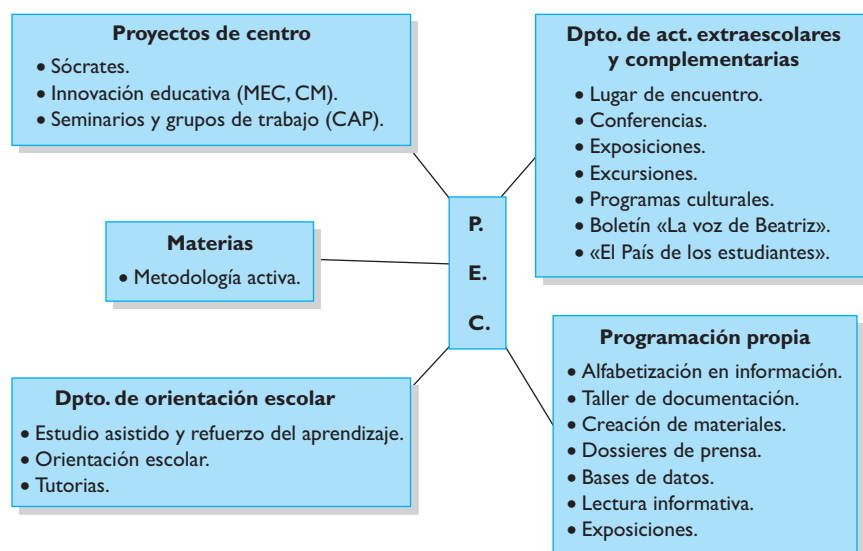 Proyectos de centro
• Sócrates.
• Innovación educativa (MEC, CM).
• Seminarios y grupos de trabajo (CAP).
Dpto. de act. extraescolares
y complementarias
• Lugar de encuentro.
• Conferencias.
• Exposiciones.
• Excursiones.
• Programas culturales.
• Boletín «La voz de Beatriz».
• «El País de los estudiantes».
Materias
• Metodología activa.
P.
E.
C.
Dpto. de orientación escolar
• Estudio asistido y refuerzo del aprendizaje.
• Orientación escolar.
• Tutorias.
Programación propia
• Alfabetización en información.
• Taller de documentación.
• Creación de materiales.
• Dossieres de prensa.
• Bases de datos.
• Lectura informativa.
• Exposiciones.